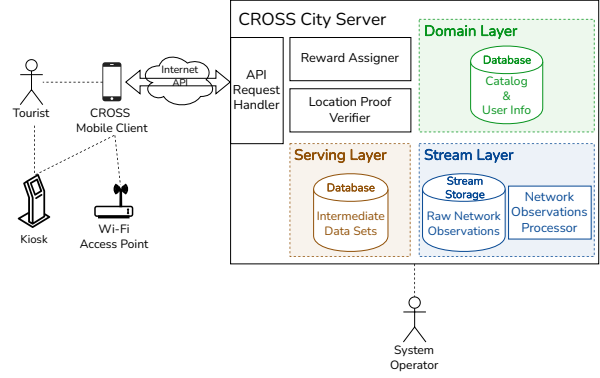 CROSS City Server
Domain Layer
Database
Catalog
&
User Info
Reward Assigner
Location Proof
Verifier
API
Request
Handler
Internet
API
Tourist
CROSS
Mobile Client
Kiosk
Wi-Fi
Access Point
Serving Layer
Database
Intermediate
Data Sets
Stream Layer
Stream
Storage
Raw Network
Observations
Network
Observations
Processor
System
Operator